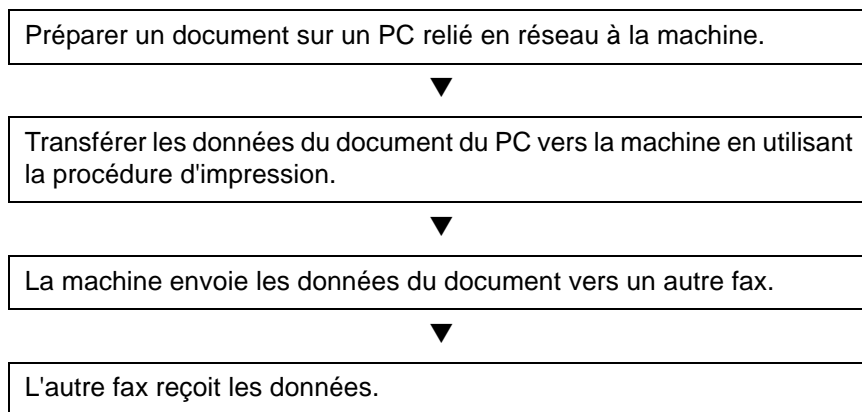 Préparer un document sur un PC relié en réseau à la machine.
Transférer les données du document du PC vers la machine en utilisant
la procédure d'impression.
La machine envoie les données du document vers un autre fax.
L'autre fax reçoit les données.